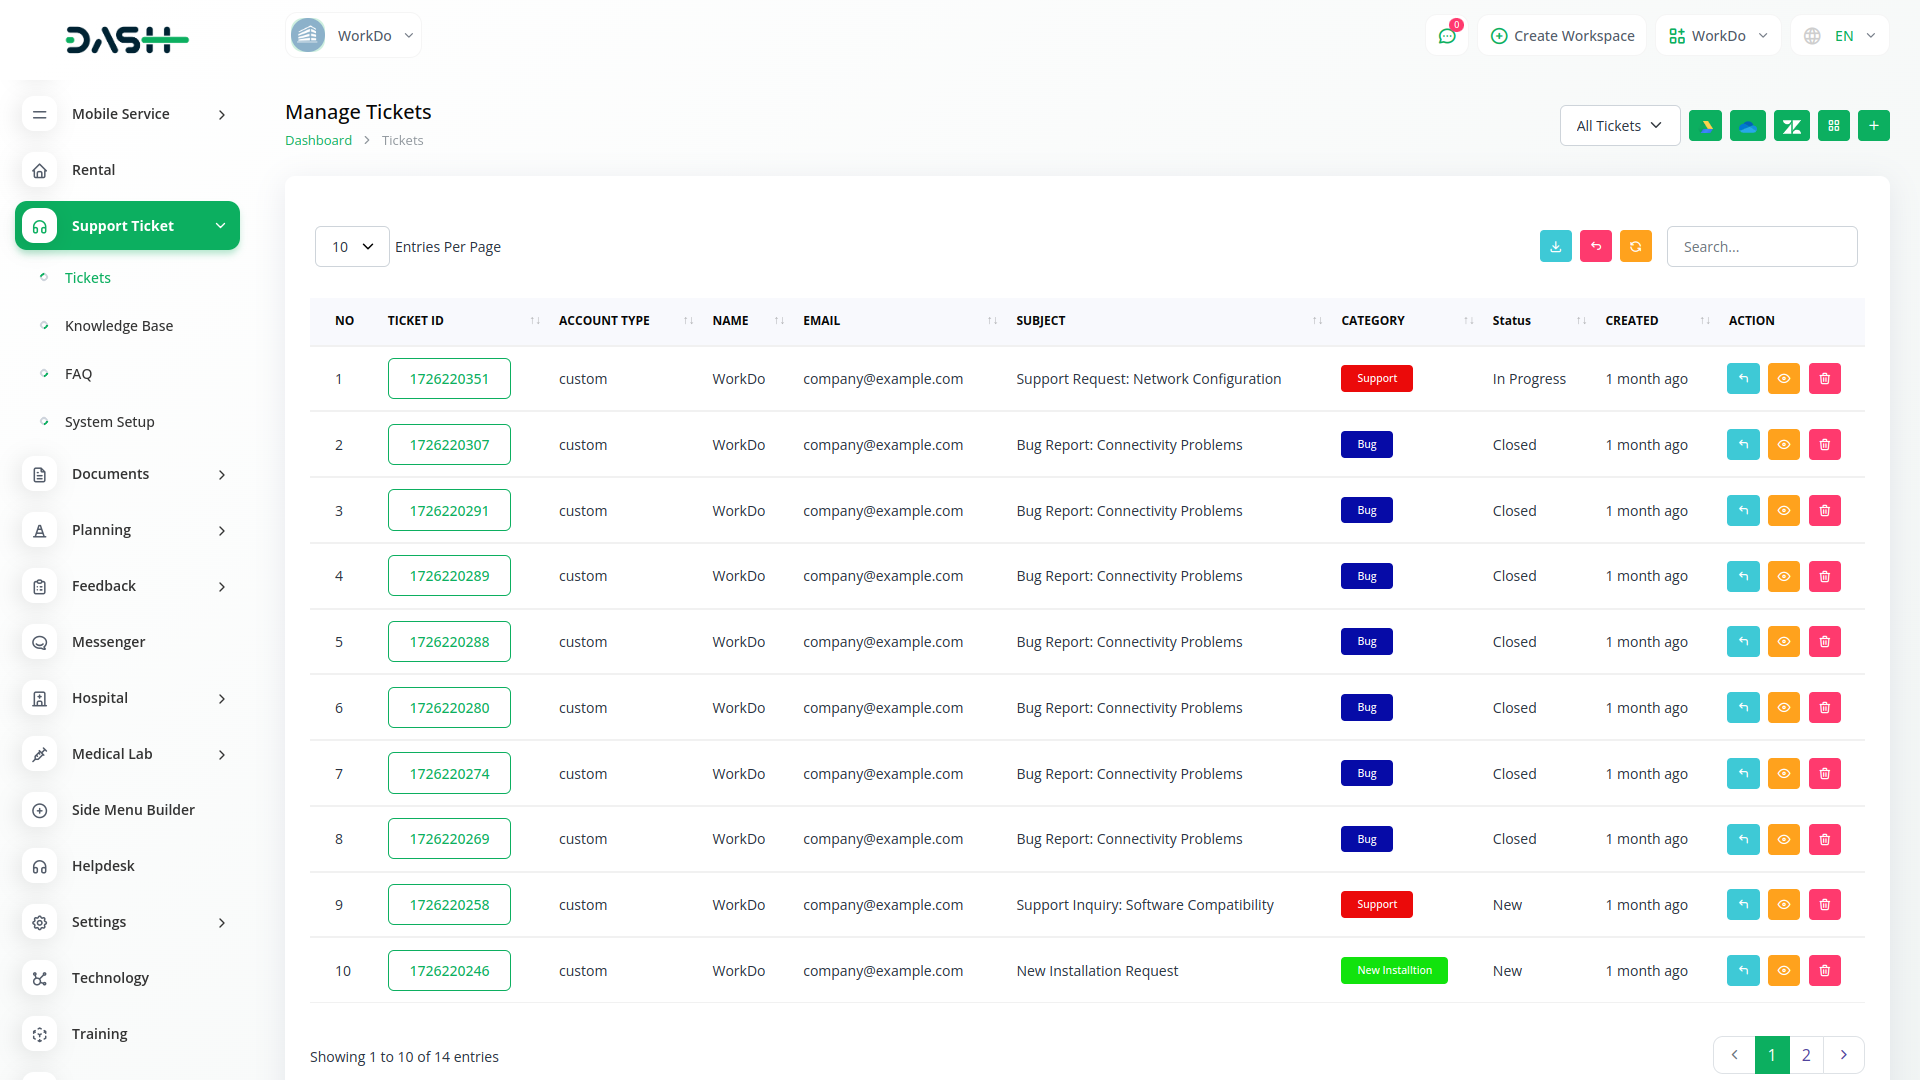 DASH
WorkDo
0
Create Workspace
WorkDo
EN
Mobile Service
Rental
Support Ticket
Tickets
Knowledge Base
FAQ
System Setup
Documents
Planning
Feedback
Messenger
Hospital
Medical Lab
Side Menu Builder
Helpdesk
Settings
Technology
Training
Manage Tickets
Dashboard > Tickets
All Tickets
10 Entries Per Page
Search...
NO TICKET ID ACCOUNT TYPE NAME EMAIL SUBJECT CATEGORY Status CREATED ACTION
1 1726220351 custom WorkDo company@example.com Support Request: Network Configuration Support In Progress 1 month ago
2 1726220307 custom WorkDo company@example.com Bug Report: Connectivity Problems Bug Closed 1 month ago
3 1726220291 custom WorkDo company@example.com Bug Report: Connectivity Problems Bug Closed 1 month ago
4 1726220289 custom WorkDo company@example.com Bug Report: Connectivity Problems Bug Closed 1 month ago
5 1726220288 custom WorkDo company@example.com Bug Report: Connectivity Problems Bug Closed 1 month ago
6 1726220280 custom WorkDo company@example.com Bug Report: Connectivity Problems Bug Closed 1 month ago
7 1726220274 custom WorkDo company@example.com Bug Report: Connectivity Problems Bug Closed 1 month ago
8 1726220269 custom WorkDo company@example.com Bug Report: Connectivity Problems Bug Closed 1 month ago
9 1726220258 custom WorkDo company@example.com Support Inquiry: Software Compatibility Support New 1 month ago
10 1726220246 custom WorkDo company@example.com New Installation Request New Installtion New 1 month ago
Showing 1 to 10 of 14 entries
1 2